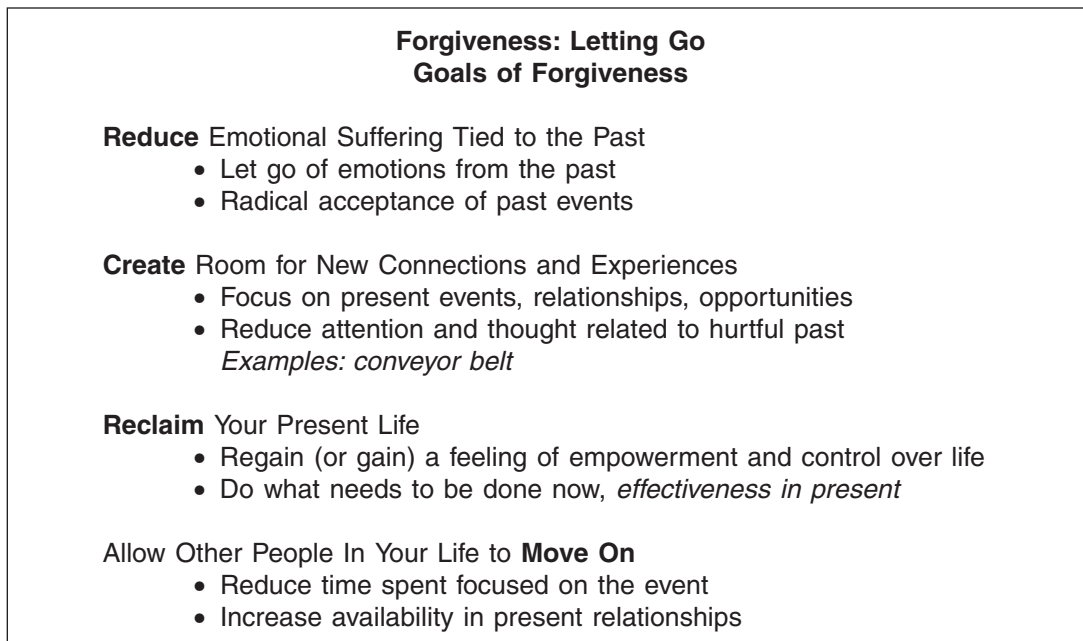 Forgiveness: Letting Go
Goals of Forgiveness
Reduce Emotional Suffering Tied to the Past
• Let go of emotions from the past
• Radical acceptance of past events
Create Room for New Connections and Experiences
• Focus on present events, relationships, opportunities
• Reduce attention and thought related to hurtful past
Examples: conveyor belt
Reclaim Your Present Life
• Regain (or gain) a feeling of empowerment and control over life
• Do what needs to be done now, effectiveness in present
Allow Other People In Your Life to Move On
• Reduce time spent focused on the event
• Increase availability in present relationships